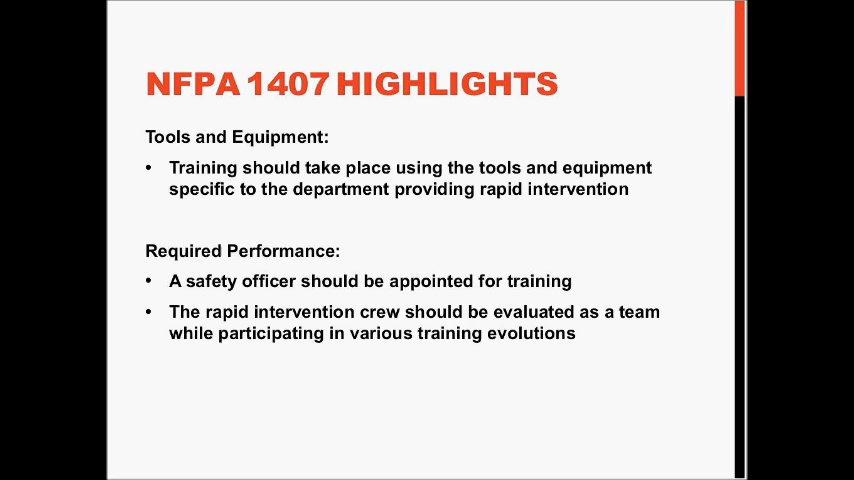 NFPA 1407 HIGHLIGHTS
Tools and Equipment:
• Training should take place using the tools and equipment
specific to the department providing rapid intervention
Required Performance:
• A safety officer should be appointed for training
• The rapid intervention crew should be evaluated as a team
while participating in various training evolutions